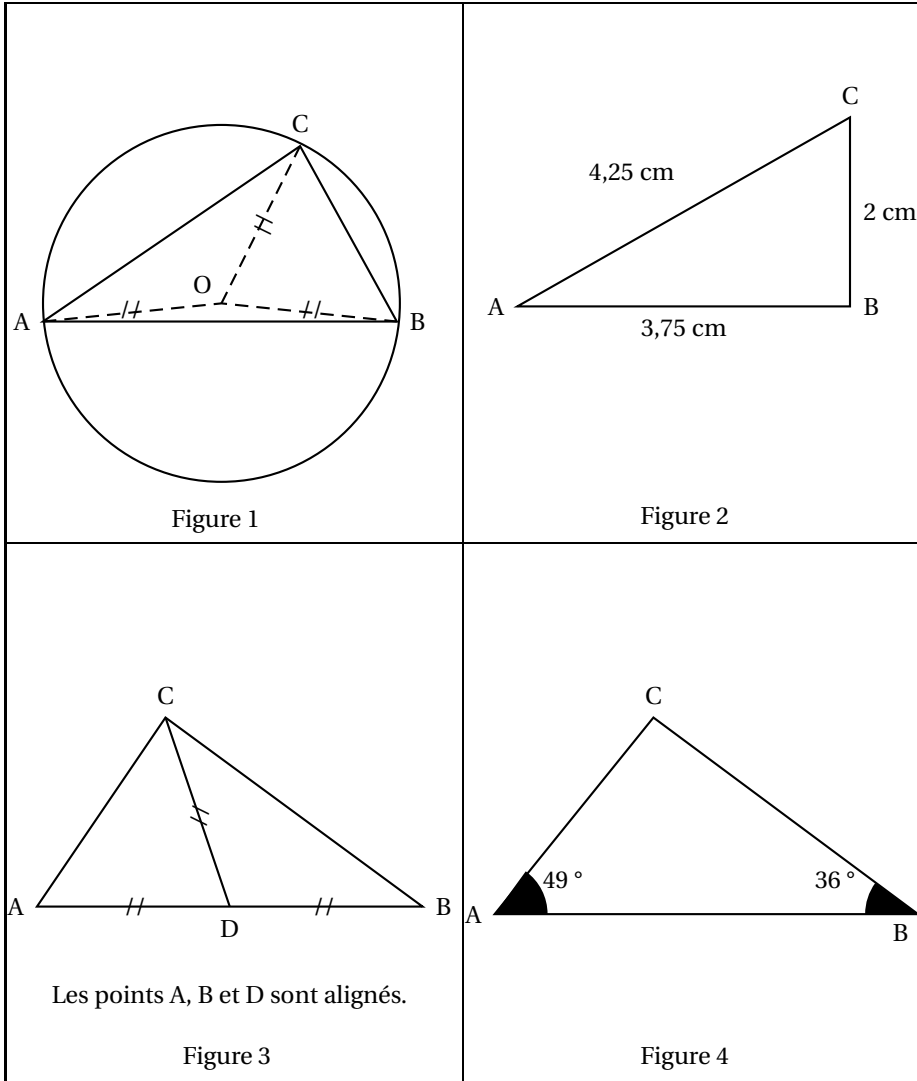 C
O
A
B
Figure 1
C
4,25 cm
2 cm
A
B
3,75 cm
Figure 2
C
A
B
D
Les points A, B et D sont alignés.
Figure 3
C
49 °
36 °
A
B
Figure 4